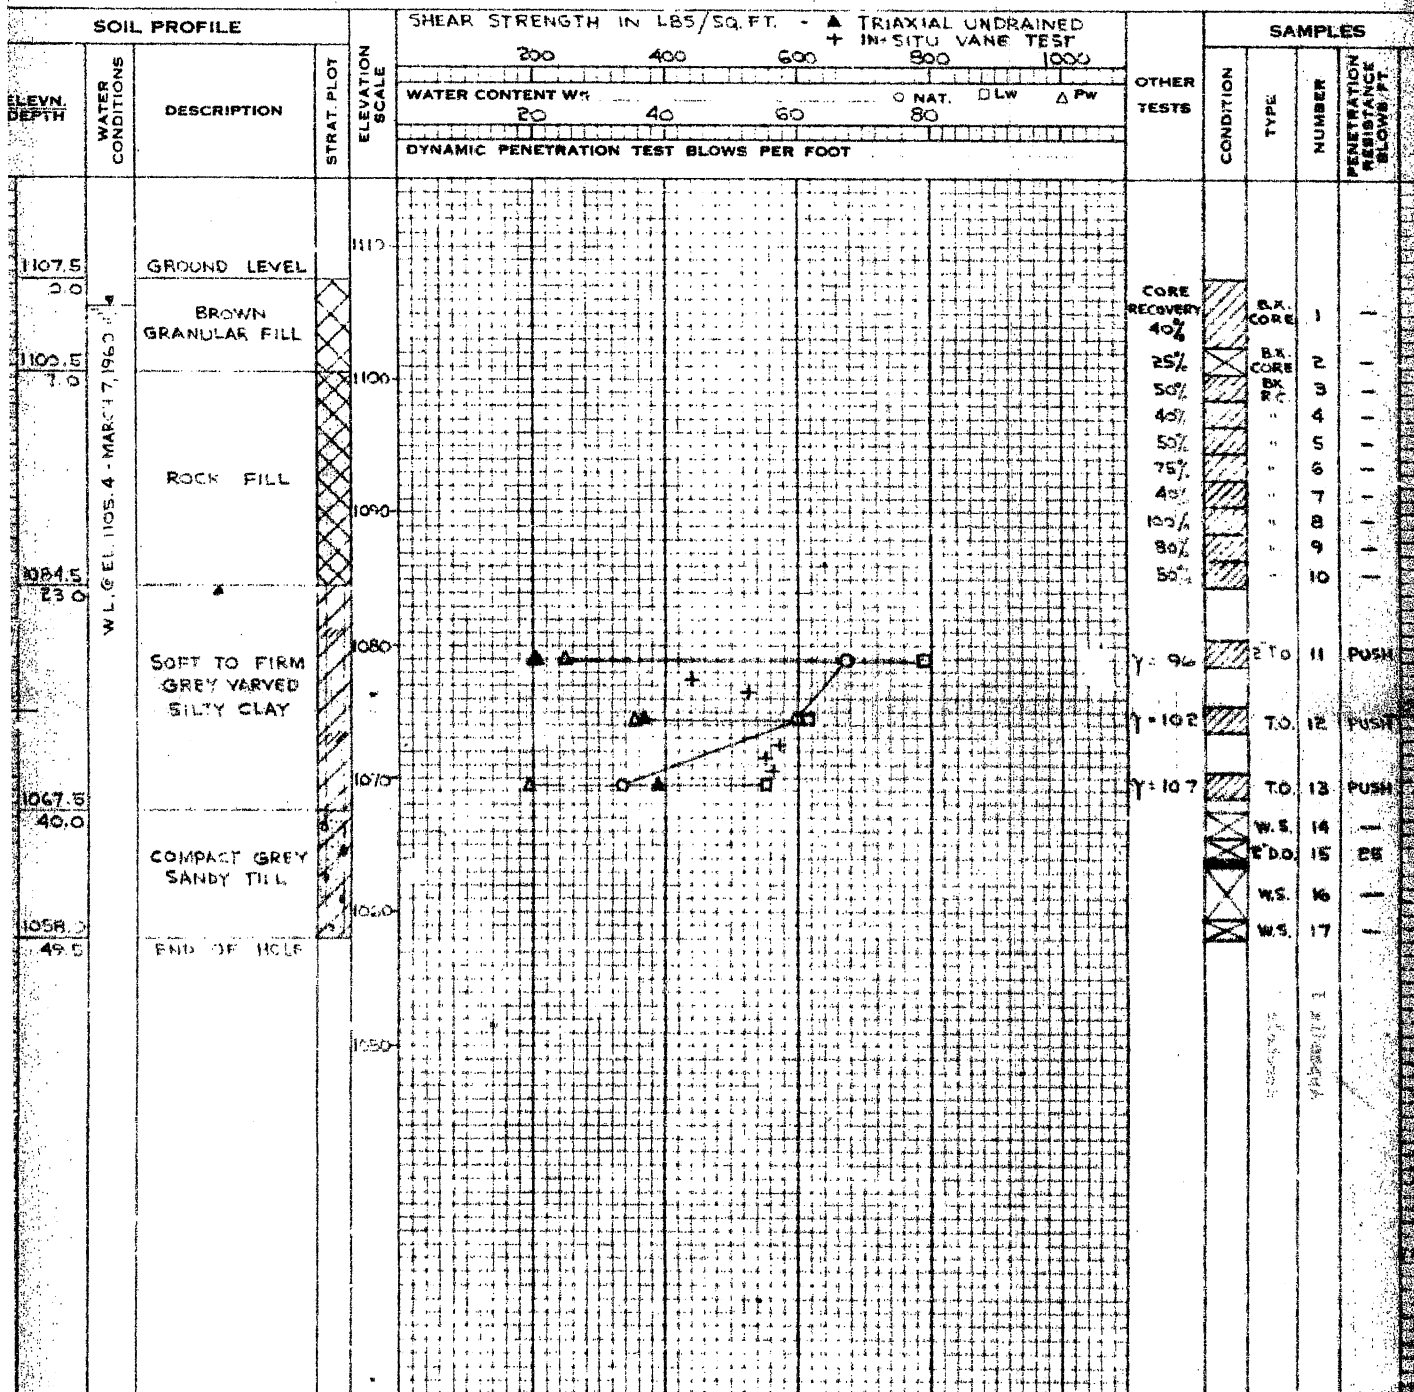 SOIL PROFILE
ELEVN. DEPTH
WATER CONDITIONS
DESCRIPTION
STRAT. PLOT
ELEVATION SCALE
SHEAR STRENGTH IN LBS/SQ.FT. - ▲ TRIAXIAL UNDRAINED
+ IN-SITU VANE TEST
200 400 600 800 1000
WATER CONTENT W% ○ NAT. □ Lw △ Pw
20 40 60 80
DYNAMIC PENETRATION TEST BLOWS PER FOOT
OTHER TESTS
SAMPLES
CONDITION
TYPE
NUMBER
PENETRATION RESISTANCE BLOWS/FT.
1107.5 GROUND LEVEL
0.0
BROWN
GRANULAR FILL
1100.5
7.0
ROCK FILL
1084.5
23.0
SOFT TO FIRM
GREY VARVED
SILTY CLAY
1067.5
40.0
COMPACT GREY
SANDY TILL
1058.0
49.5 END OF HOLE
W.L. @ EL. 1105.4 - MARCH 7, 1960
1110
1100
1090
1080
1070
1060
1050
CORE
RECOVERY
40% B.X. CORE 1 —
25% B.X. CORE 2 —
50% BX 3 —
40% " 4 —
50% " 5 —
75% " 6 —
40% " 7 —
100% " 8 —
80% " 9 —
50% " 10 —
γ = 96 2" T.O 11 PUSH
γ = 102 T.O. 12 PUSH
γ = 107 T.O. 13 PUSH
W.S. 14 —
2" D.O. 15 25
W.S. 16 —
W.S. 17 —